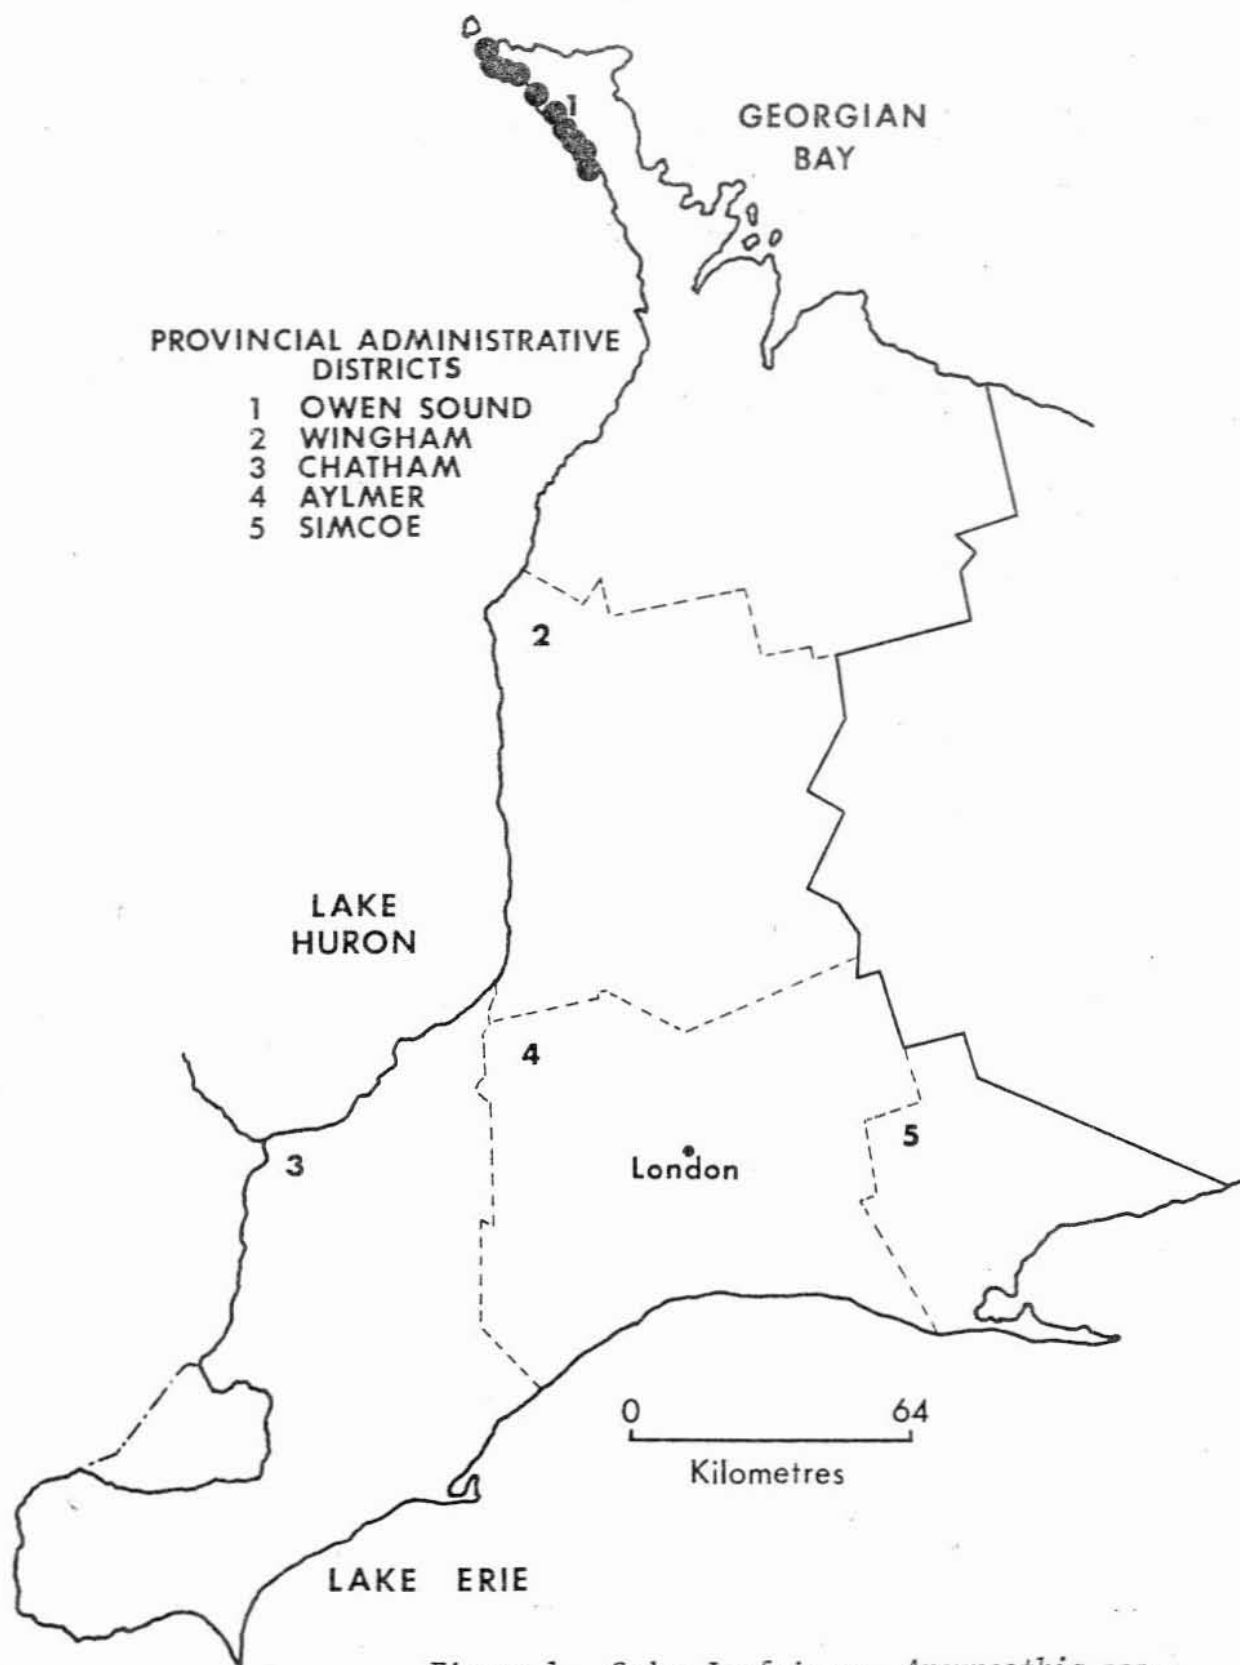 1
GEORGIAN
BAY
PROVINCIAL ADMINISTRATIVE
DISTRICTS
1 OWEN SOUND
2 WINGHAM
3 CHATHAM
4 AYLMER
5 SIMCOE
2
LAKE
HURON
4
3
5
London
0 64
Kilometres
LAKE ERIE